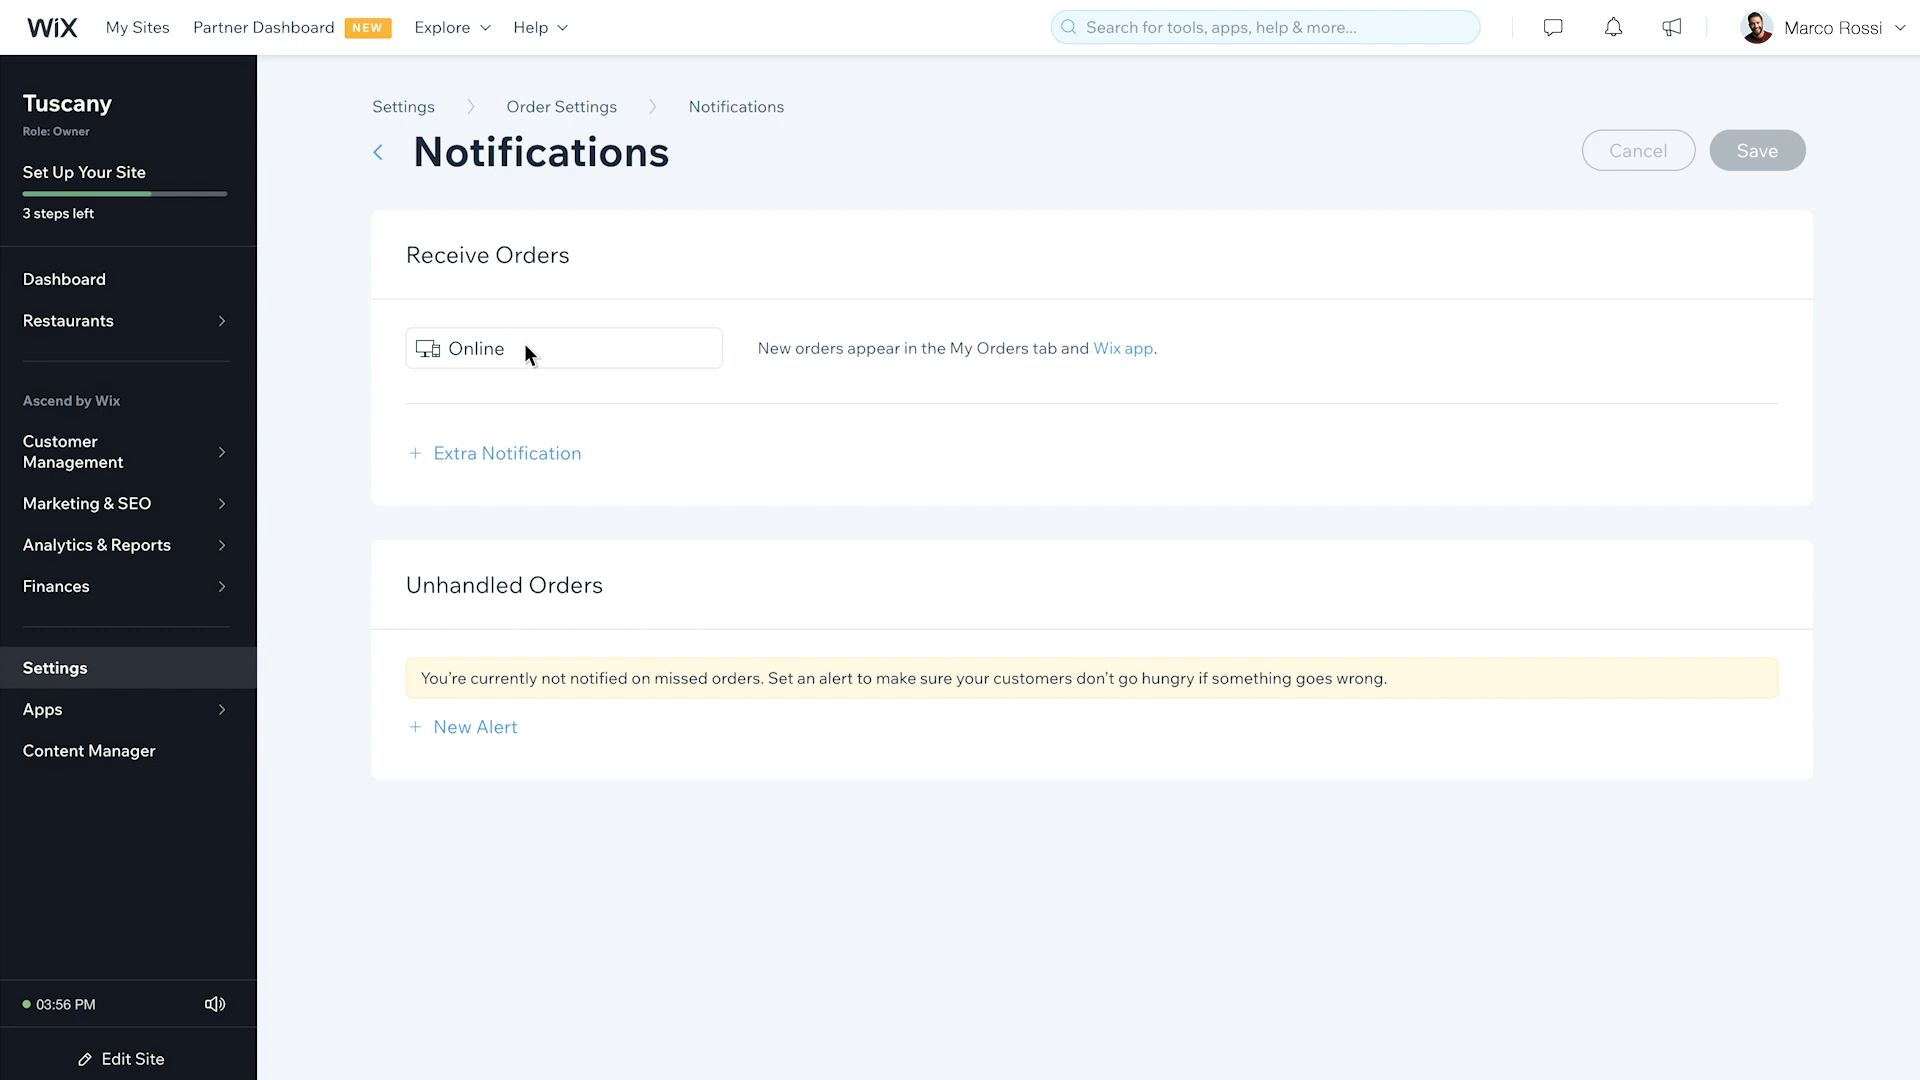 WiX My Sites Partner Dashboard NEW Explore Help Search for tools, apps, help & more... Marco Rossi
Tuscany
Role: Owner
Set Up Your Site
3 steps left
Dashboard
Restaurants
Ascend by Wix
Customer
Management
Marketing & SEO
Analytics & Reports
Finances
Settings
Apps
Content Manager
03:56 PM
Edit Site
Settings Order Settings Notifications
Notifications
Cancel Save
Receive Orders
Online New orders appear in the My Orders tab and Wix app.
+ Extra Notification
Unhandled Orders
You're currently not notified on missed orders. Set an alert to make sure your customers don't go hungry if something goes wrong.
+ New Alert